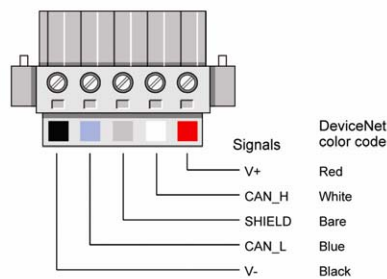 Signals DeviceNet color code
V+ Red
CAN_H White
SHIELD Bare
CAN_L Blue
V- Black